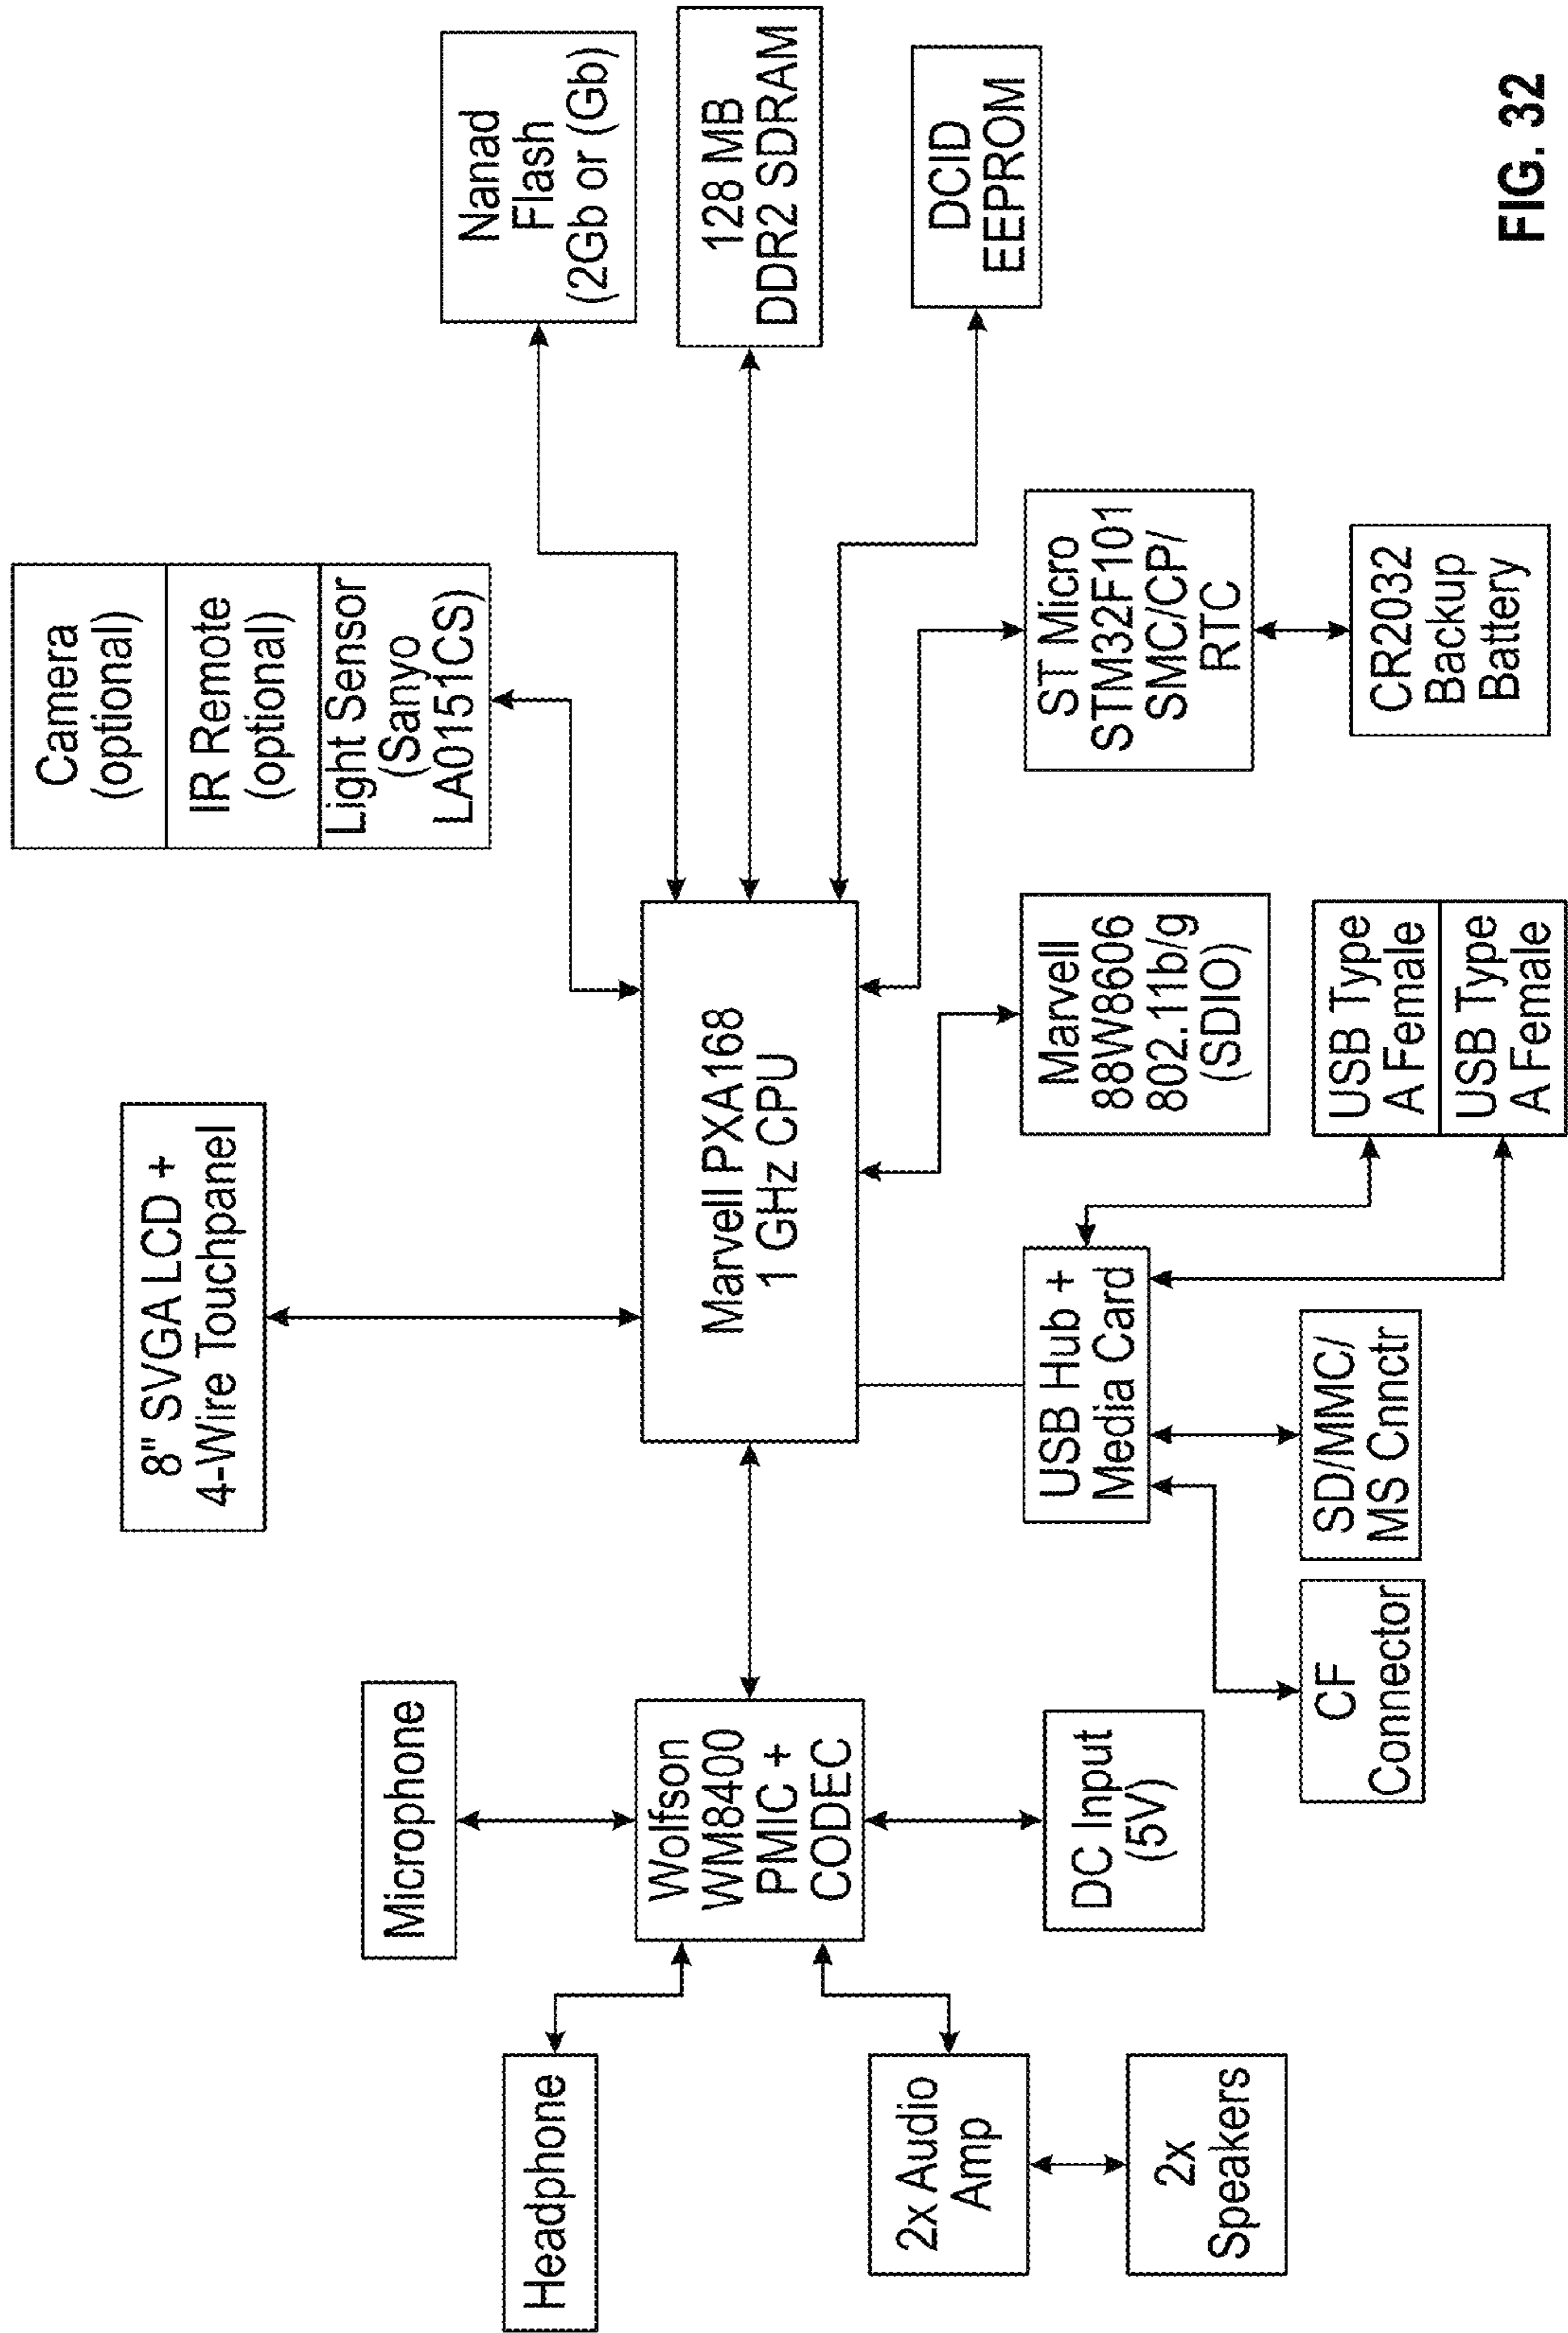 8" SVGA LCD +
4-Wire Touchpanel
Camera
(optional)
IR Remote
(optional)
Light Sensor
(Sanyo
LA0151CS)
Microphone
Headphone
Nanad
Flash
(2Gb or (Gb)
Wolfson
WM8400
PMIC +
CODEC
Marvell PXA168
1 GHz CPU
128 MB
DDR2 SDRAM
2x Audio
Amp
DCID
EEPROM
DC Input
(5V)
USB Hub +
Media Card
Marvell
88W8606
802.11b/g
(SDIO)
ST Micro
STM32F101
SMC/CP/
RTC
2x
Speakers
CF
Connector
SD/MMC/
MS Cnnctr
USB Type
A Female
USB Type
A Female
CR2032
Backup
Battery
FIG. 32